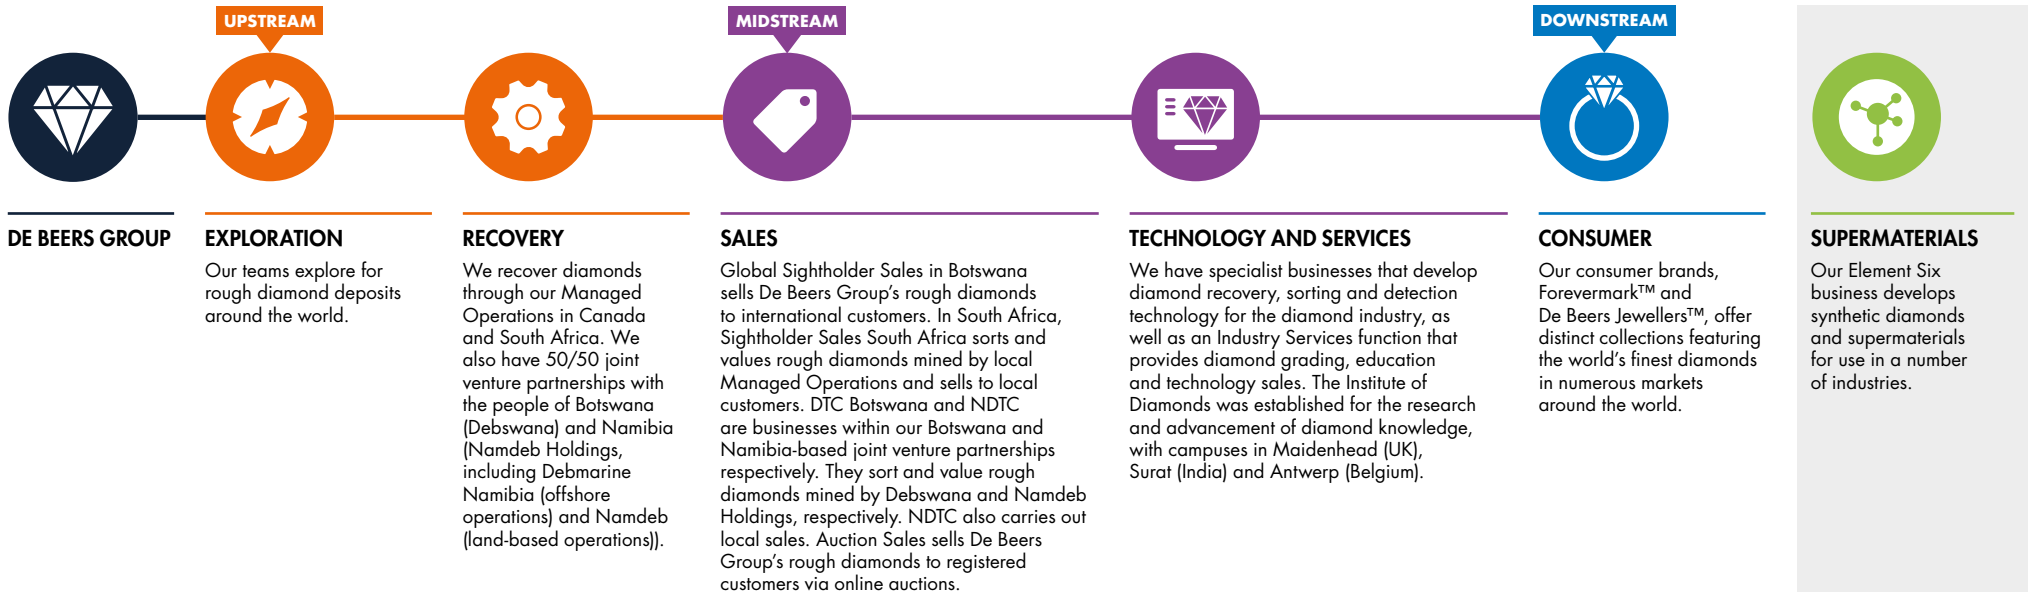 UPSTREAM
MIDSTREAM
DOWNSTREAM
DE BEERS GROUP
EXPLORATION
Our teams explore for
rough diamond deposits
around the world.
RECOVERY
We recover diamonds
through our Managed
Operations in Canada
and South Africa. We
also have 50/50 joint
venture partnerships with
the people of Botswana
(Debswana) and Namibia
(Namdeb Holdings,
including Debmarine
Namibia (offshore
operations) and Namdeb
(land-based operations)).
SALES
Global Sightholder Sales in Botswana
sells De Beers Group’s rough diamonds
to international customers. In South Africa,
Sightholder Sales South Africa sorts and
values rough diamonds mined by local
Managed Operations and sells to local
customers. DTC Botswana and NDTC
are businesses within our Botswana and
Namibia-based joint venture partnerships
respectively. They sort and value rough
diamonds mined by Debswana and Namdeb
Holdings, respectively. NDTC also carries out
local sales. Auction Sales sells De Beers
Group’s rough diamonds to registered
customers via online auctions.
TECHNOLOGY AND SERVICES
We have specialist businesses that develop
diamond recovery, sorting and detection
technology for the diamond industry, as
well as an Industry Services function that
provides diamond grading, education
and technology sales. The Institute of
Diamonds was established for the research
and advancement of diamond knowledge,
with campuses in Maidenhead (UK),
Surat (India) and Antwerp (Belgium).
CONSUMER
Our consumer brands,
Forevermark™ and
De Beers Jewellers™, offer
distinct collections featuring
the world’s finest diamonds
in numerous markets
around the world.
SUPERMATERIALS
Our Element Six
business develops
synthetic diamonds
and supermaterials
for use in a number
of industries.